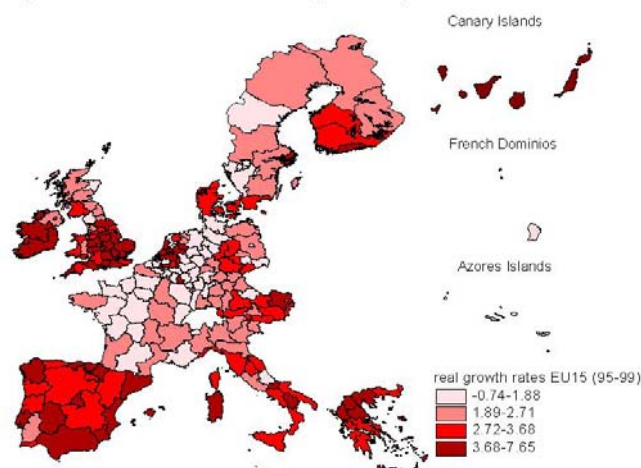 Canary Islands
French Dominios
Azores Islands
real growth rates EU15 (95-99)
-0.74-1.88
1.89-2.71
2.72-3.68
3.68-7.65